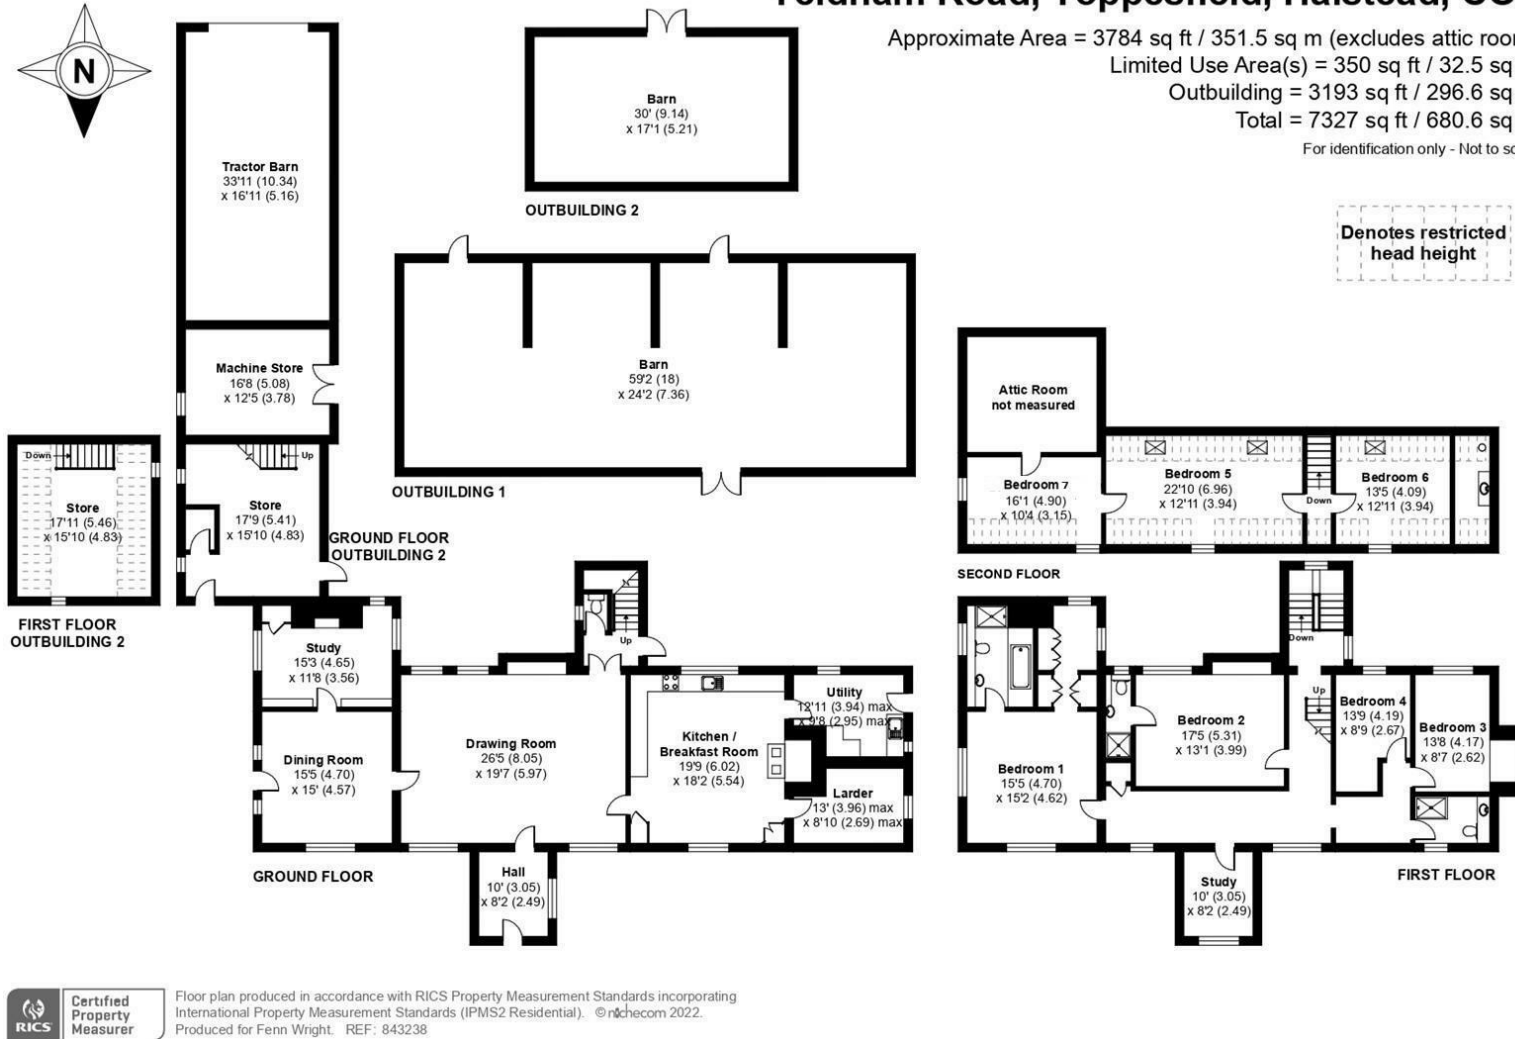 Yeldham Road, Toppesfield, Halstead, CO
Approximate Area = 3784 sq ft / 351.5 sq m (excludes attic room
Limited Use Area(s) = 350 sq ft / 32.5 sq
Outbuilding = 3193 sq ft / 296.6 sq
Total = 7327 sq ft / 680.6 sq
For identification only - Not to sc
N
Tractor Barn
33'11 (10.34)
x 16'11 (5.16)
Barn
30' (9.14)
x 17'1 (5.21)
OUTBUILDING 2
Denotes restricted
head height
Machine Store
16'8 (5.08)
x 12'5 (3.78)
Barn
59'2 (18)
x 24'2 (7.36)
OUTBUILDING 1
Attic Room
not measured
Down
Store
17'11 (5.46)
x 15'10 (4.83)
FIRST FLOOR
OUTBUILDING 2
Up
Store
17'9 (5.41)
x 15'10 (4.83)
GROUND FLOOR
OUTBUILDING 2
Bedroom 7
16'1 (4.90)
x 10'4 (3.15)
Bedroom 5
22'10 (6.96)
x 12'11 (3.94)
Down
Bedroom 6
13'5 (4.09)
x 12'11 (3.94)
SECOND FLOOR
Study
15'3 (4.65)
x 11'8 (3.56)
Up
Dining Room
15'5 (4.70)
x 15' (4.57)
Drawing Room
26'5 (8.05)
x 19'7 (5.97)
Kitchen /
Breakfast Room
19'9 (6.02)
x 18'2 (5.54)
Utility
12'11 (3.94) max
x 9'8 (2.95) max
Larder
13' (3.96) max
x 8'10 (2.69) max
Hall
10' (3.05)
x 8'2 (2.49)
GROUND FLOOR
Down
Up
Bedroom 1
15'5 (4.70)
x 15'2 (4.62)
Bedroom 2
17'5 (5.31)
x 13'1 (3.99)
Bedroom 4
13'9 (4.19)
x 8'9 (2.67)
Bedroom 3
13'8 (4.17)
x 8'7 (2.62)
Study
10' (3.05)
x 8'2 (2.49)
FIRST FLOOR
RICS
Certified
Property
Measurer
Floor plan produced in accordance with RICS Property Measurement Standards incorporating
International Property Measurement Standards (IPMS2 Residential). © nichecom 2022.
Produced for Fenn Wright. REF: 843238